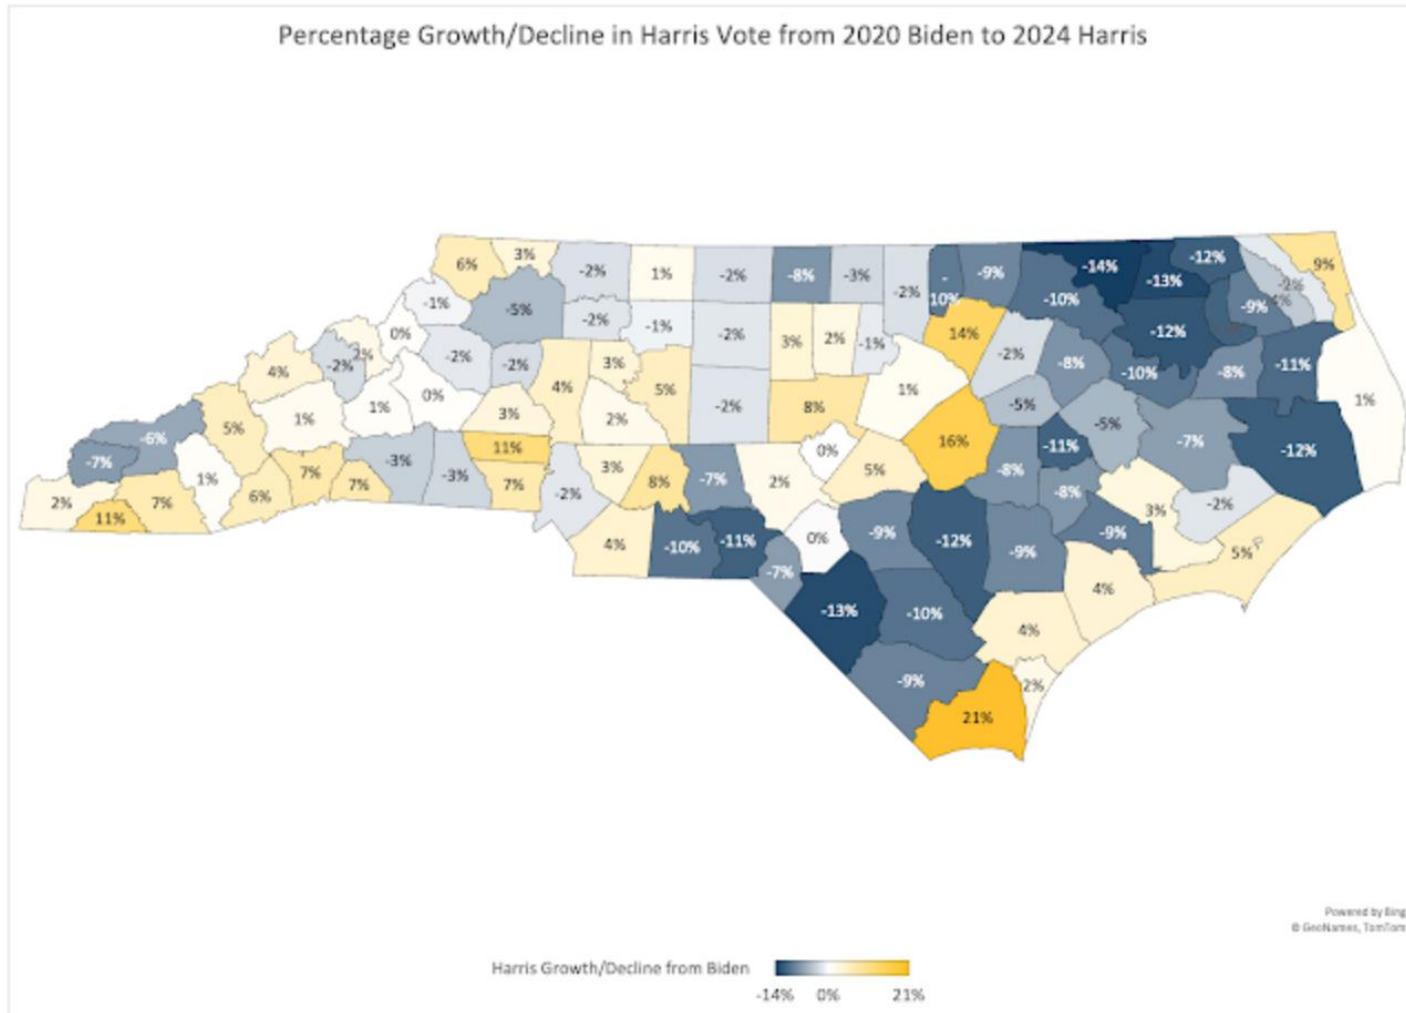 Percentage Growth/Decline in Harris Vote from 2020 Biden to 2024 Harris
6% 3% -2% 1% -2% -8% -3% -2% -
10% -9% -14% -13% -12% -2% 9%
-1% -5% -2% -1% -2% 3% 2% -1% 14% -10% -12% -9%
0% 2% -2% -2% -2% -8% -10% -8% -11%
4% -2% 3% 4% 5% 1% 1%
1% 1% 0% 3% 2% -2% 8% -5% -5%
5% -6% -7% 11% 16% -11% -7% -12%
-3% -3% 7% 3% 8% -7% 0% 5% -8%
2% 11% 7% 1% 6% 7% 7% -2% 2% -8% 3% -2%
4% -10% -11% 0% -9% -12% -9% -9% 5%
-7% 4%
-13% -10% 4%
-9% 2%
21%
Powered by Bing
© GeoNames, TomTom
Harris Growth/Decline from Biden
-14% 0% 21%